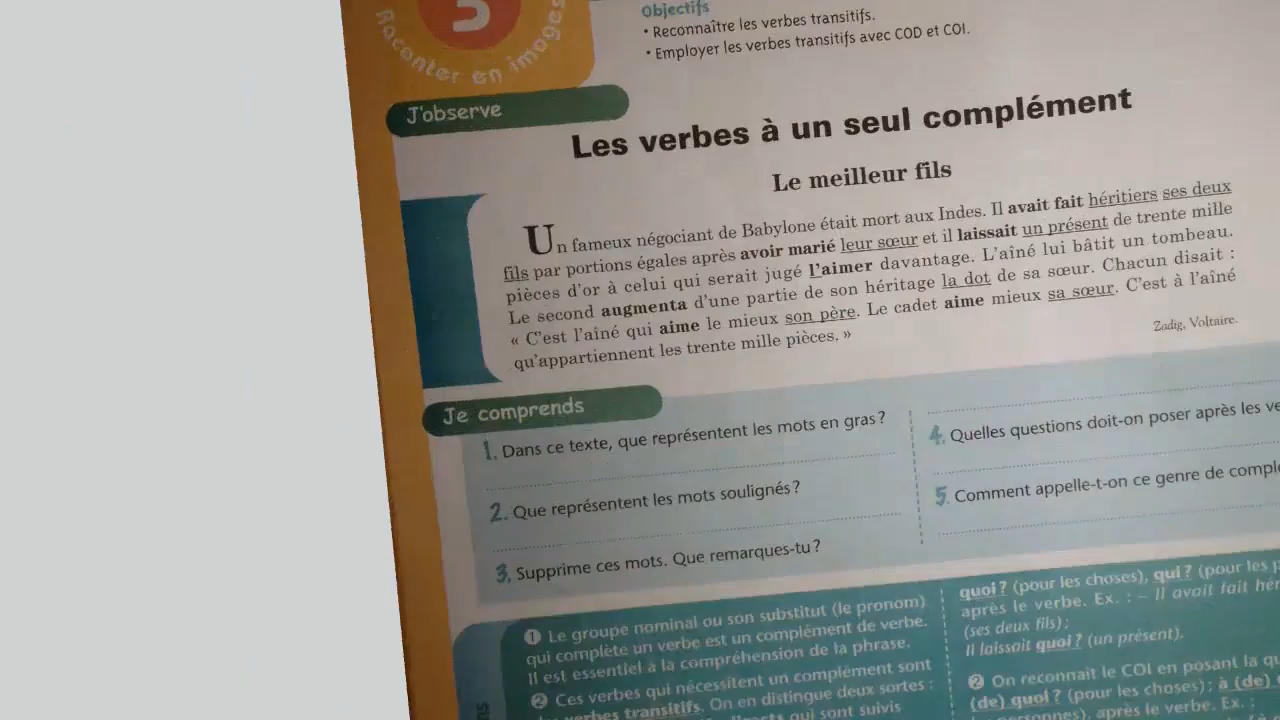 3
Raconter en images
Objectifs
• Reconnaître les verbes transitifs.
• Employer les verbes transitifs avec COD et COI.
J'observe
Les verbes à un seul complément
Le meilleur fils
Un fameux négociant de Babylone était mort aux Indes. Il avait fait héritiers ses deux
fils par portions égales après avoir marié leur sœur et il laissait un présent de trente mille
pièces d'or à celui qui serait jugé l'aimer davantage. L'aîné lui bâtit un tombeau.
Le second augmenta d'une partie de son héritage la dot de sa sœur. Chacun disait :
« C'est l'aîné qui aime le mieux son père. Le cadet aime mieux sa sœur. C'est à l'aîné
qu'appartiennent les trente mille pièces. »
Zadig, Voltaire.
Je comprends
1. Dans ce texte, que représentent les mots en gras ?
2. Que représentent les mots soulignés ?
3. Supprime ces mots. Que remarques-tu ?
4. Quelles questions doit-on poser après les ve
5. Comment appelle-t-on ce genre de complé
❶ Le groupe nominal ou son substitut (le pronom)
qui complète un verbe est un complément de verbe.
Il est essentiel à la compréhension de la phrase.
❷ Ces verbes qui nécessitent un complément sont
verbes transitifs. On en distingue deux sortes :
qui sont suivis
quoi ? (pour les choses), qui ? (pour les
après le verbe. Ex. : – Il avait fait hér
(ses deux fils) ;
Il laissait quoi ? (un présent).
❷ On reconnaît le COI en posant la qu
(de) quoi ? (pour les choses) ; à (de)
après le verbe. Ex. :